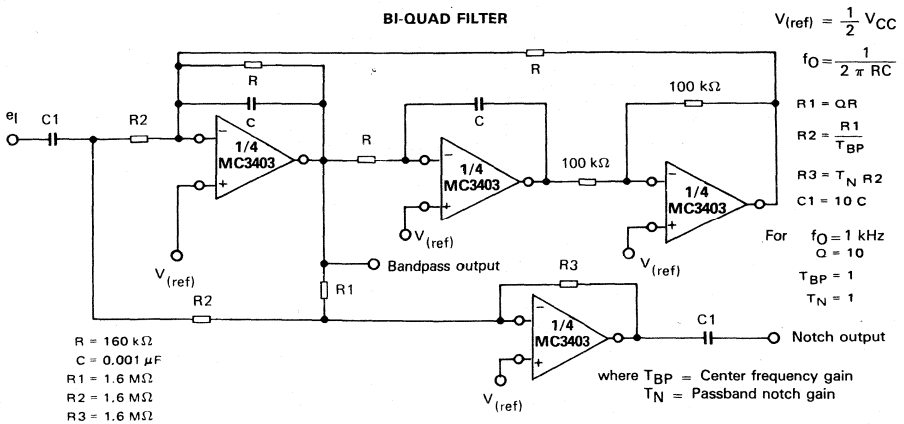 BI-QUAD FILTER
V(ref) = 1/2 VCC
fO = 1/2 π RC
R1 = QR
R2 = R1/TBP
R3 = TN R2
C1 = 10 C
For fO = 1 kHz
Q = 10
TBP = 1
TN = 1
R
R
C
100 kΩ
eI
C1
R2
−
+
1/4
MC3403
V(ref)
R
C
−
+
1/4
MC3403
V(ref)
100 kΩ
−
+
1/4
MC3403
V(ref)
Bandpass output
R1
R2
R3
−
+
1/4
MC3403
V(ref)
C1
Notch output
R = 160 kΩ
C = 0.001 μF
R1 = 1.6 MΩ
R2 = 1.6 MΩ
R3 = 1.6 MΩ
where TBP = Center frequency gain
TN = Passband notch gain